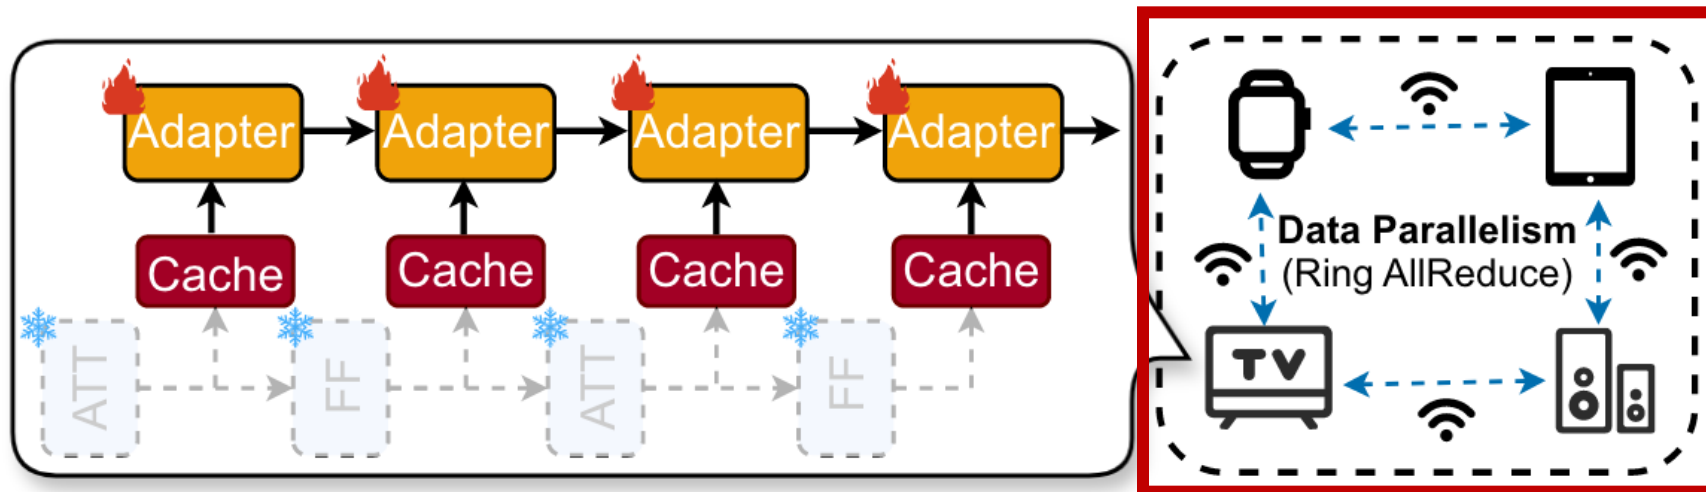 Adapter
Adapter
Adapter
Adapter
Cache
Cache
Cache
Cache
ATT
FF
ATT
FF
Data Parallelism
(Ring AllReduce)
TV